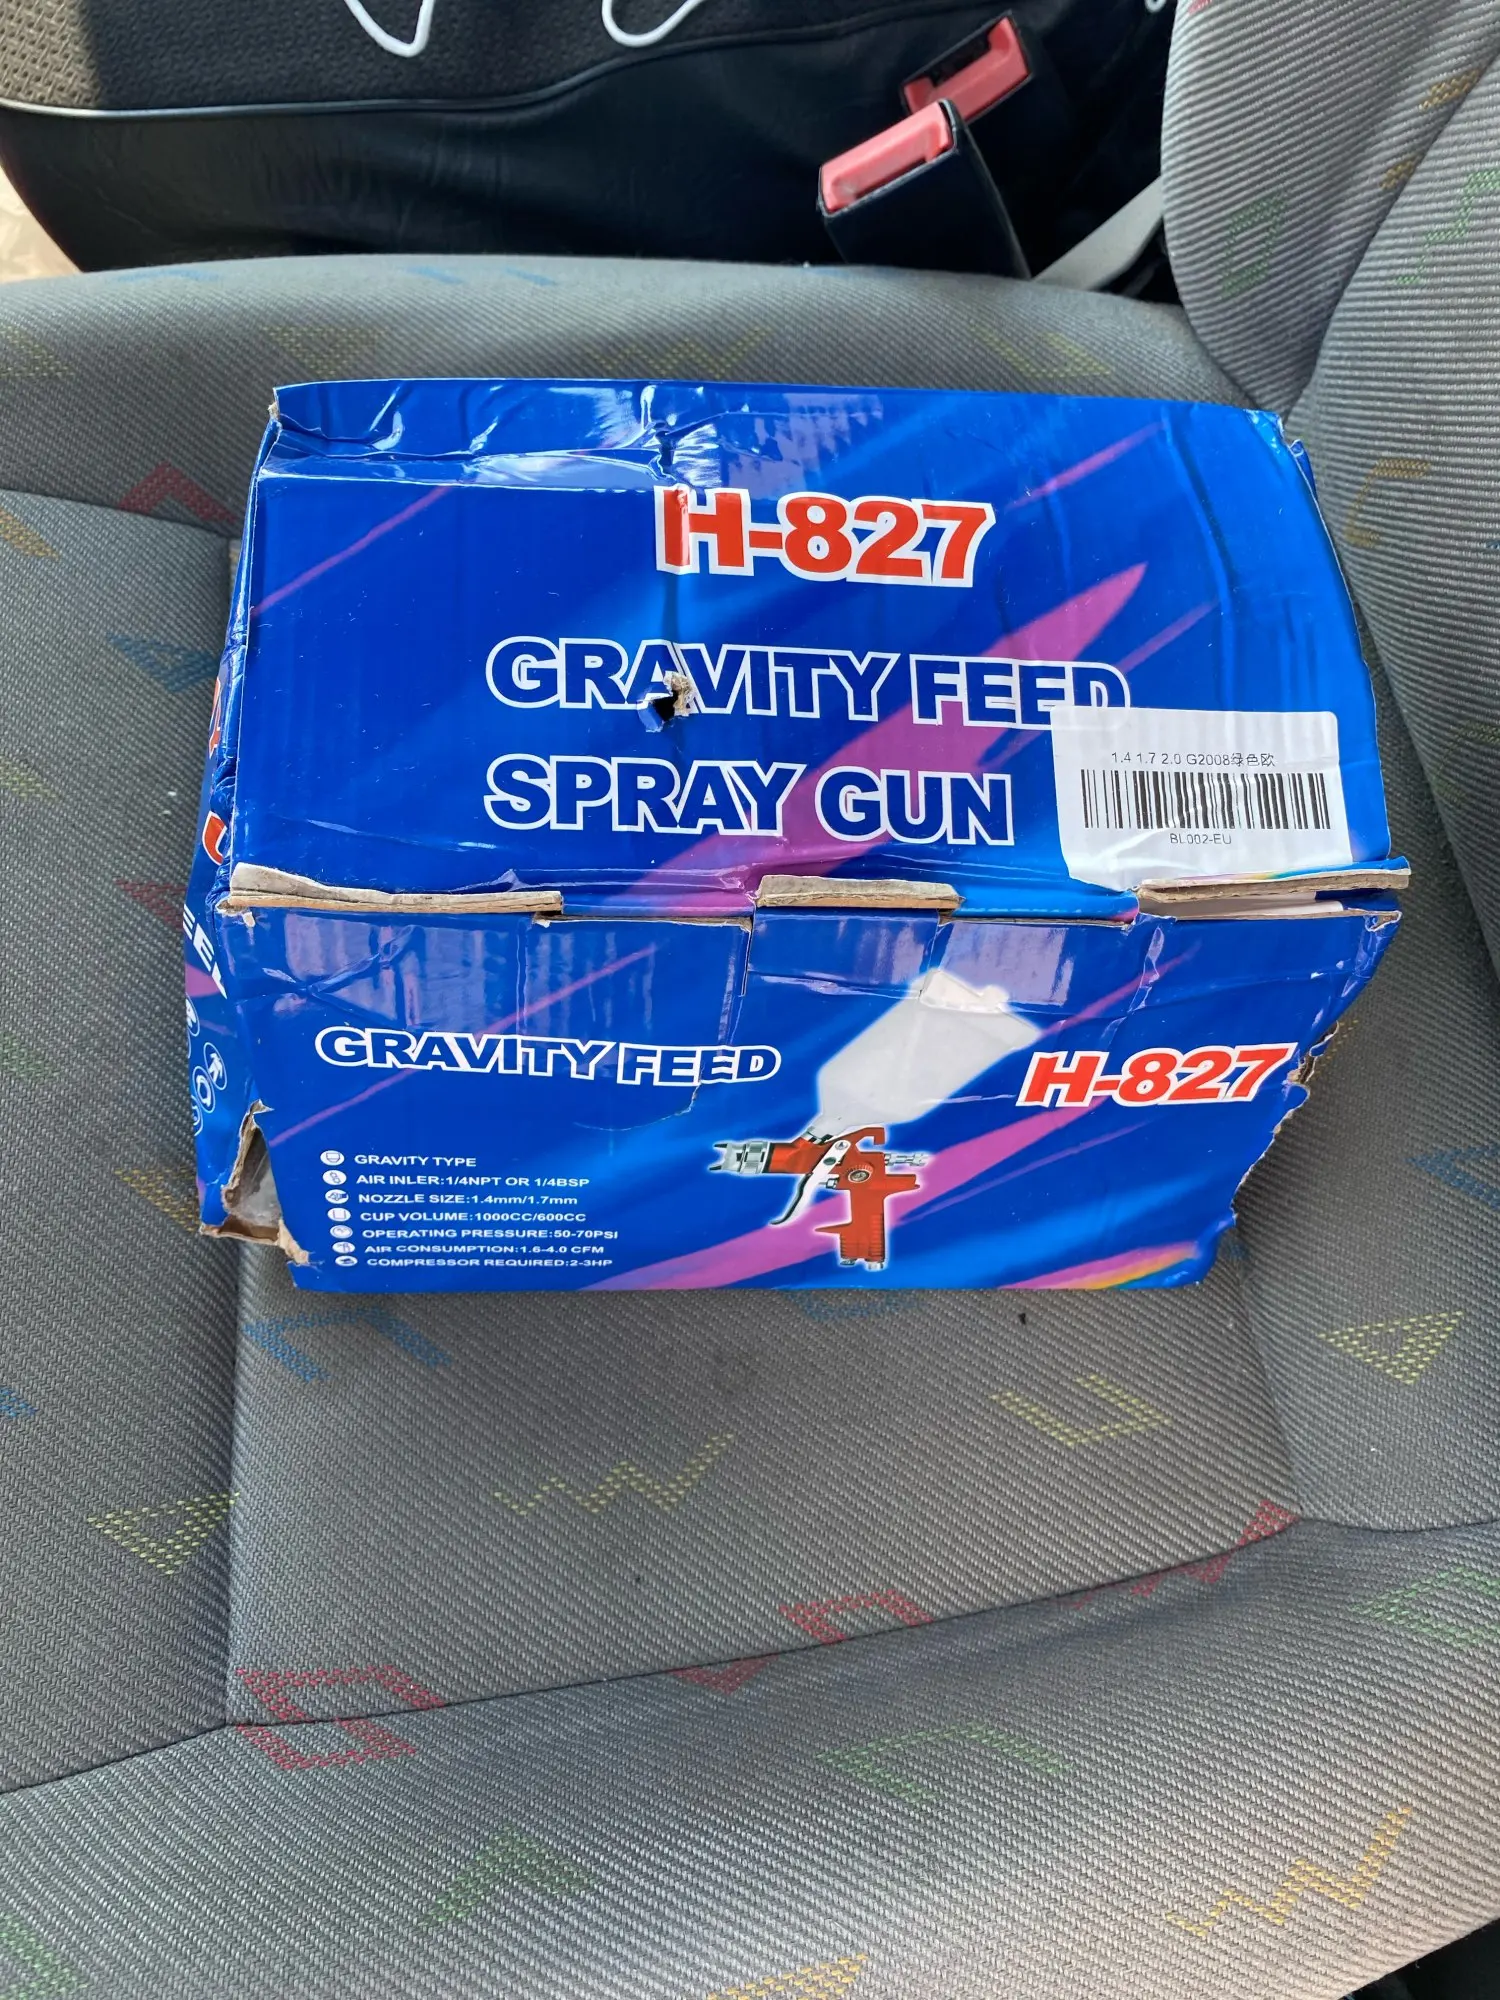 H-827
GRAVITY FEED
SPRAY GUN
1.4 1.7 2.0 G2008绿色欧
BL002-EU
GRAVITY FEED
H-827
GRAVITY TYPE
AIR INLER:1/4NPT OR 1/4BSP
NOZZLE SIZE:1.4mm/1.7mm
CUP VOLUME:1000CC/600CC
OPERATING PRESSURE:50-70PSI
AIR CONSUMPTION:1.6-4.0 CFM
COMPRESSOR REQUIRED:2-3HP